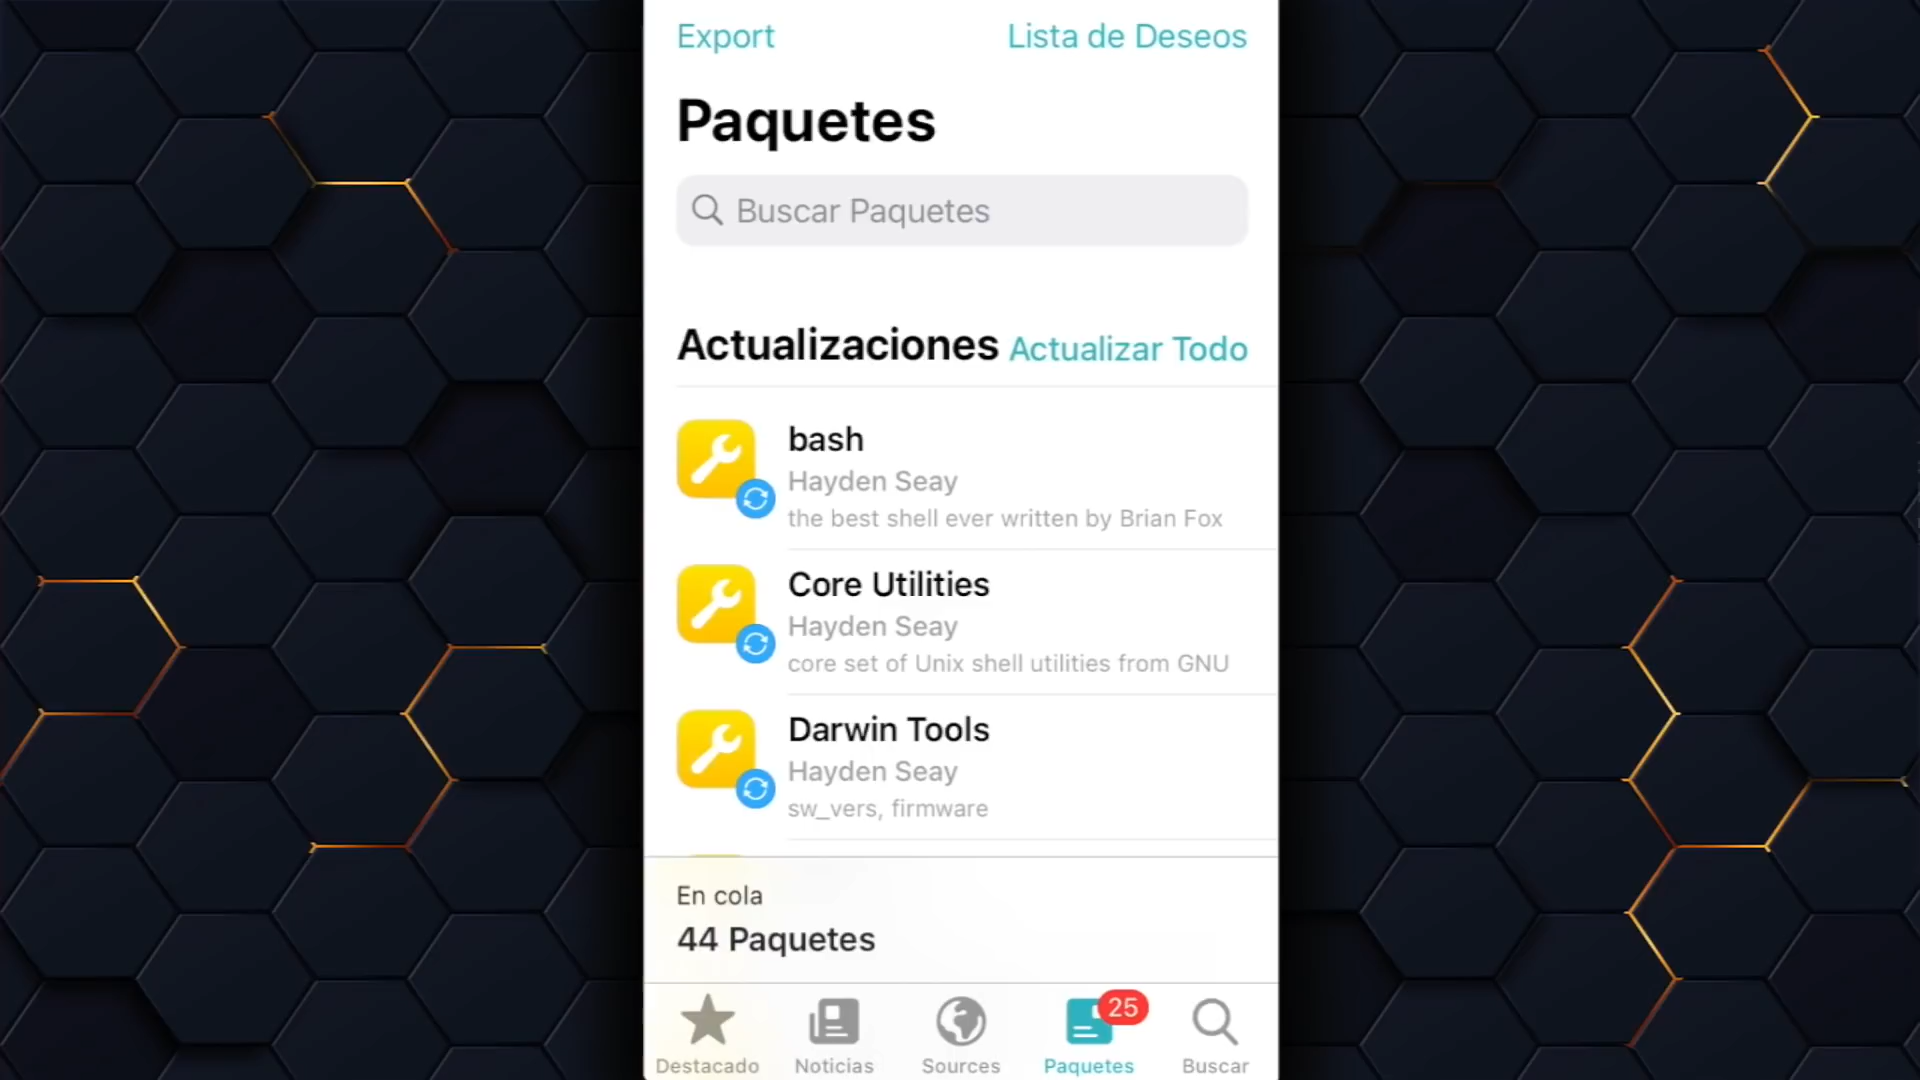 Export
Lista de Deseos
Paquetes
Buscar Paquetes
Actualizaciones
Actualizar Todo
bash
Hayden Seay
the best shell ever written by Brian Fox
Core Utilities
Hayden Seay
core set of Unix shell utilities from GNU
Darwin Tools
Hayden Seay
sw_vers, firmware
En cola
44 Paquetes
25
Destacado
Noticias
Sources
Paquetes
Buscar